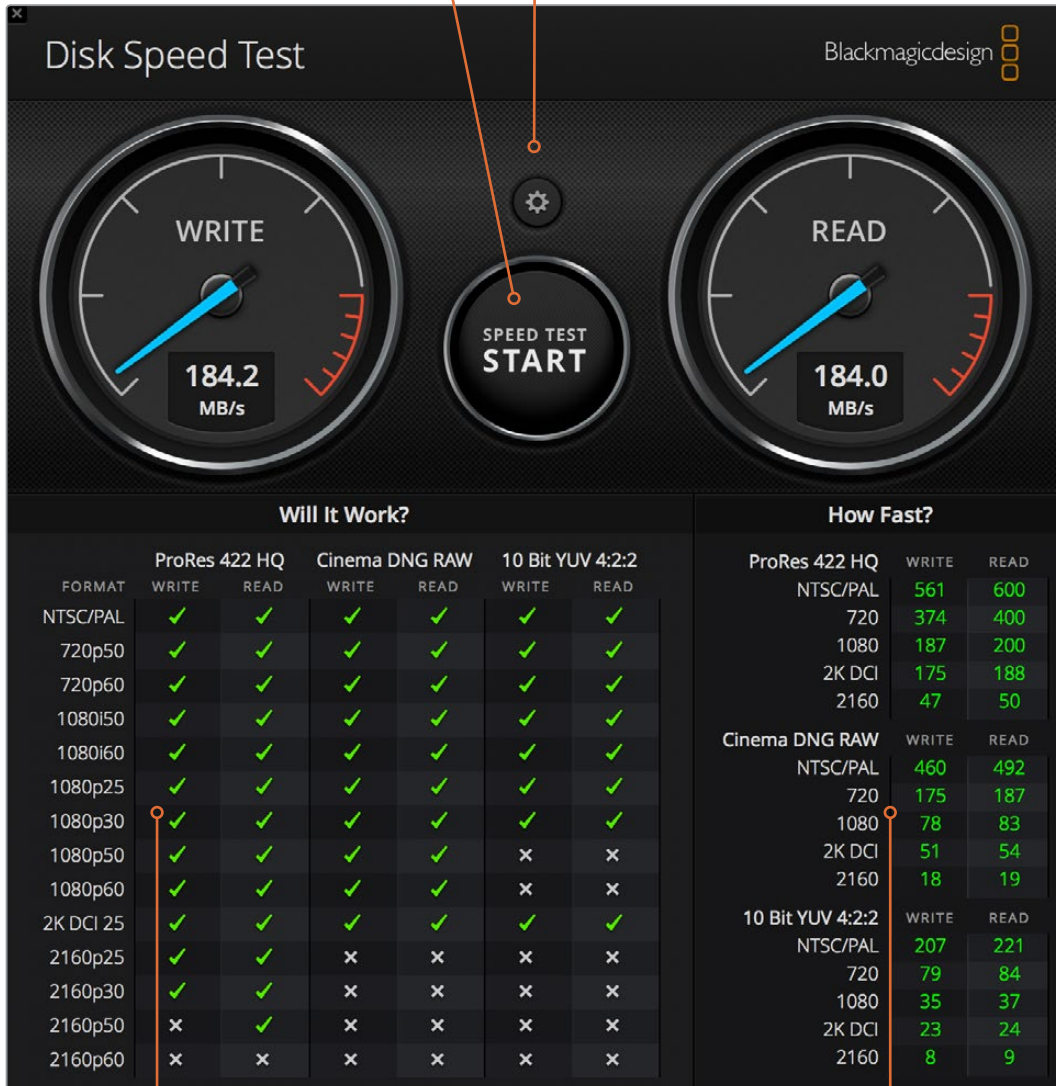 Disk Speed Test
Blackmagicdesign
WRITE
184.2
MB/s
SPEED TEST
START
READ
184.0
MB/s
Will It Work?
ProRes 422 HQ Cinema DNG RAW 10 Bit YUV 4:2:2
FORMAT WRITE READ WRITE READ WRITE READ
NTSC/PAL ✓ ✓ ✓ ✓ ✓ ✓
720p50 ✓ ✓ ✓ ✓ ✓ ✓
720p60 ✓ ✓ ✓ ✓ ✓ ✓
1080i50 ✓ ✓ ✓ ✓ ✓ ✓
1080i60 ✓ ✓ ✓ ✓ ✓ ✓
1080p25 ✓ ✓ ✓ ✓ ✓ ✓
1080p30 ✓ ✓ ✓ ✓ ✓ ✓
1080p50 ✓ ✓ ✓ ✓ × ×
1080p60 ✓ ✓ ✓ ✓ × ×
2K DCI 25 ✓ ✓ ✓ ✓ ✓ ✓
2160p25 ✓ ✓ × × × ×
2160p30 ✓ ✓ × × × ×
2160p50 × ✓ × × × ×
2160p60 × × × × × ×
How Fast?
ProRes 422 HQ WRITE READ
NTSC/PAL 561 600
720 374 400
1080 187 200
2K DCI 175 188
2160 47 50
Cinema DNG RAW WRITE READ
NTSC/PAL 460 492
720 175 187
1080 78 83
2K DCI 51 54
2160 18 19
10 Bit YUV 4:2:2 WRITE READ
NTSC/PAL 207 221
720 79 84
1080 35 37
2K DCI 23 24
2160 8 9